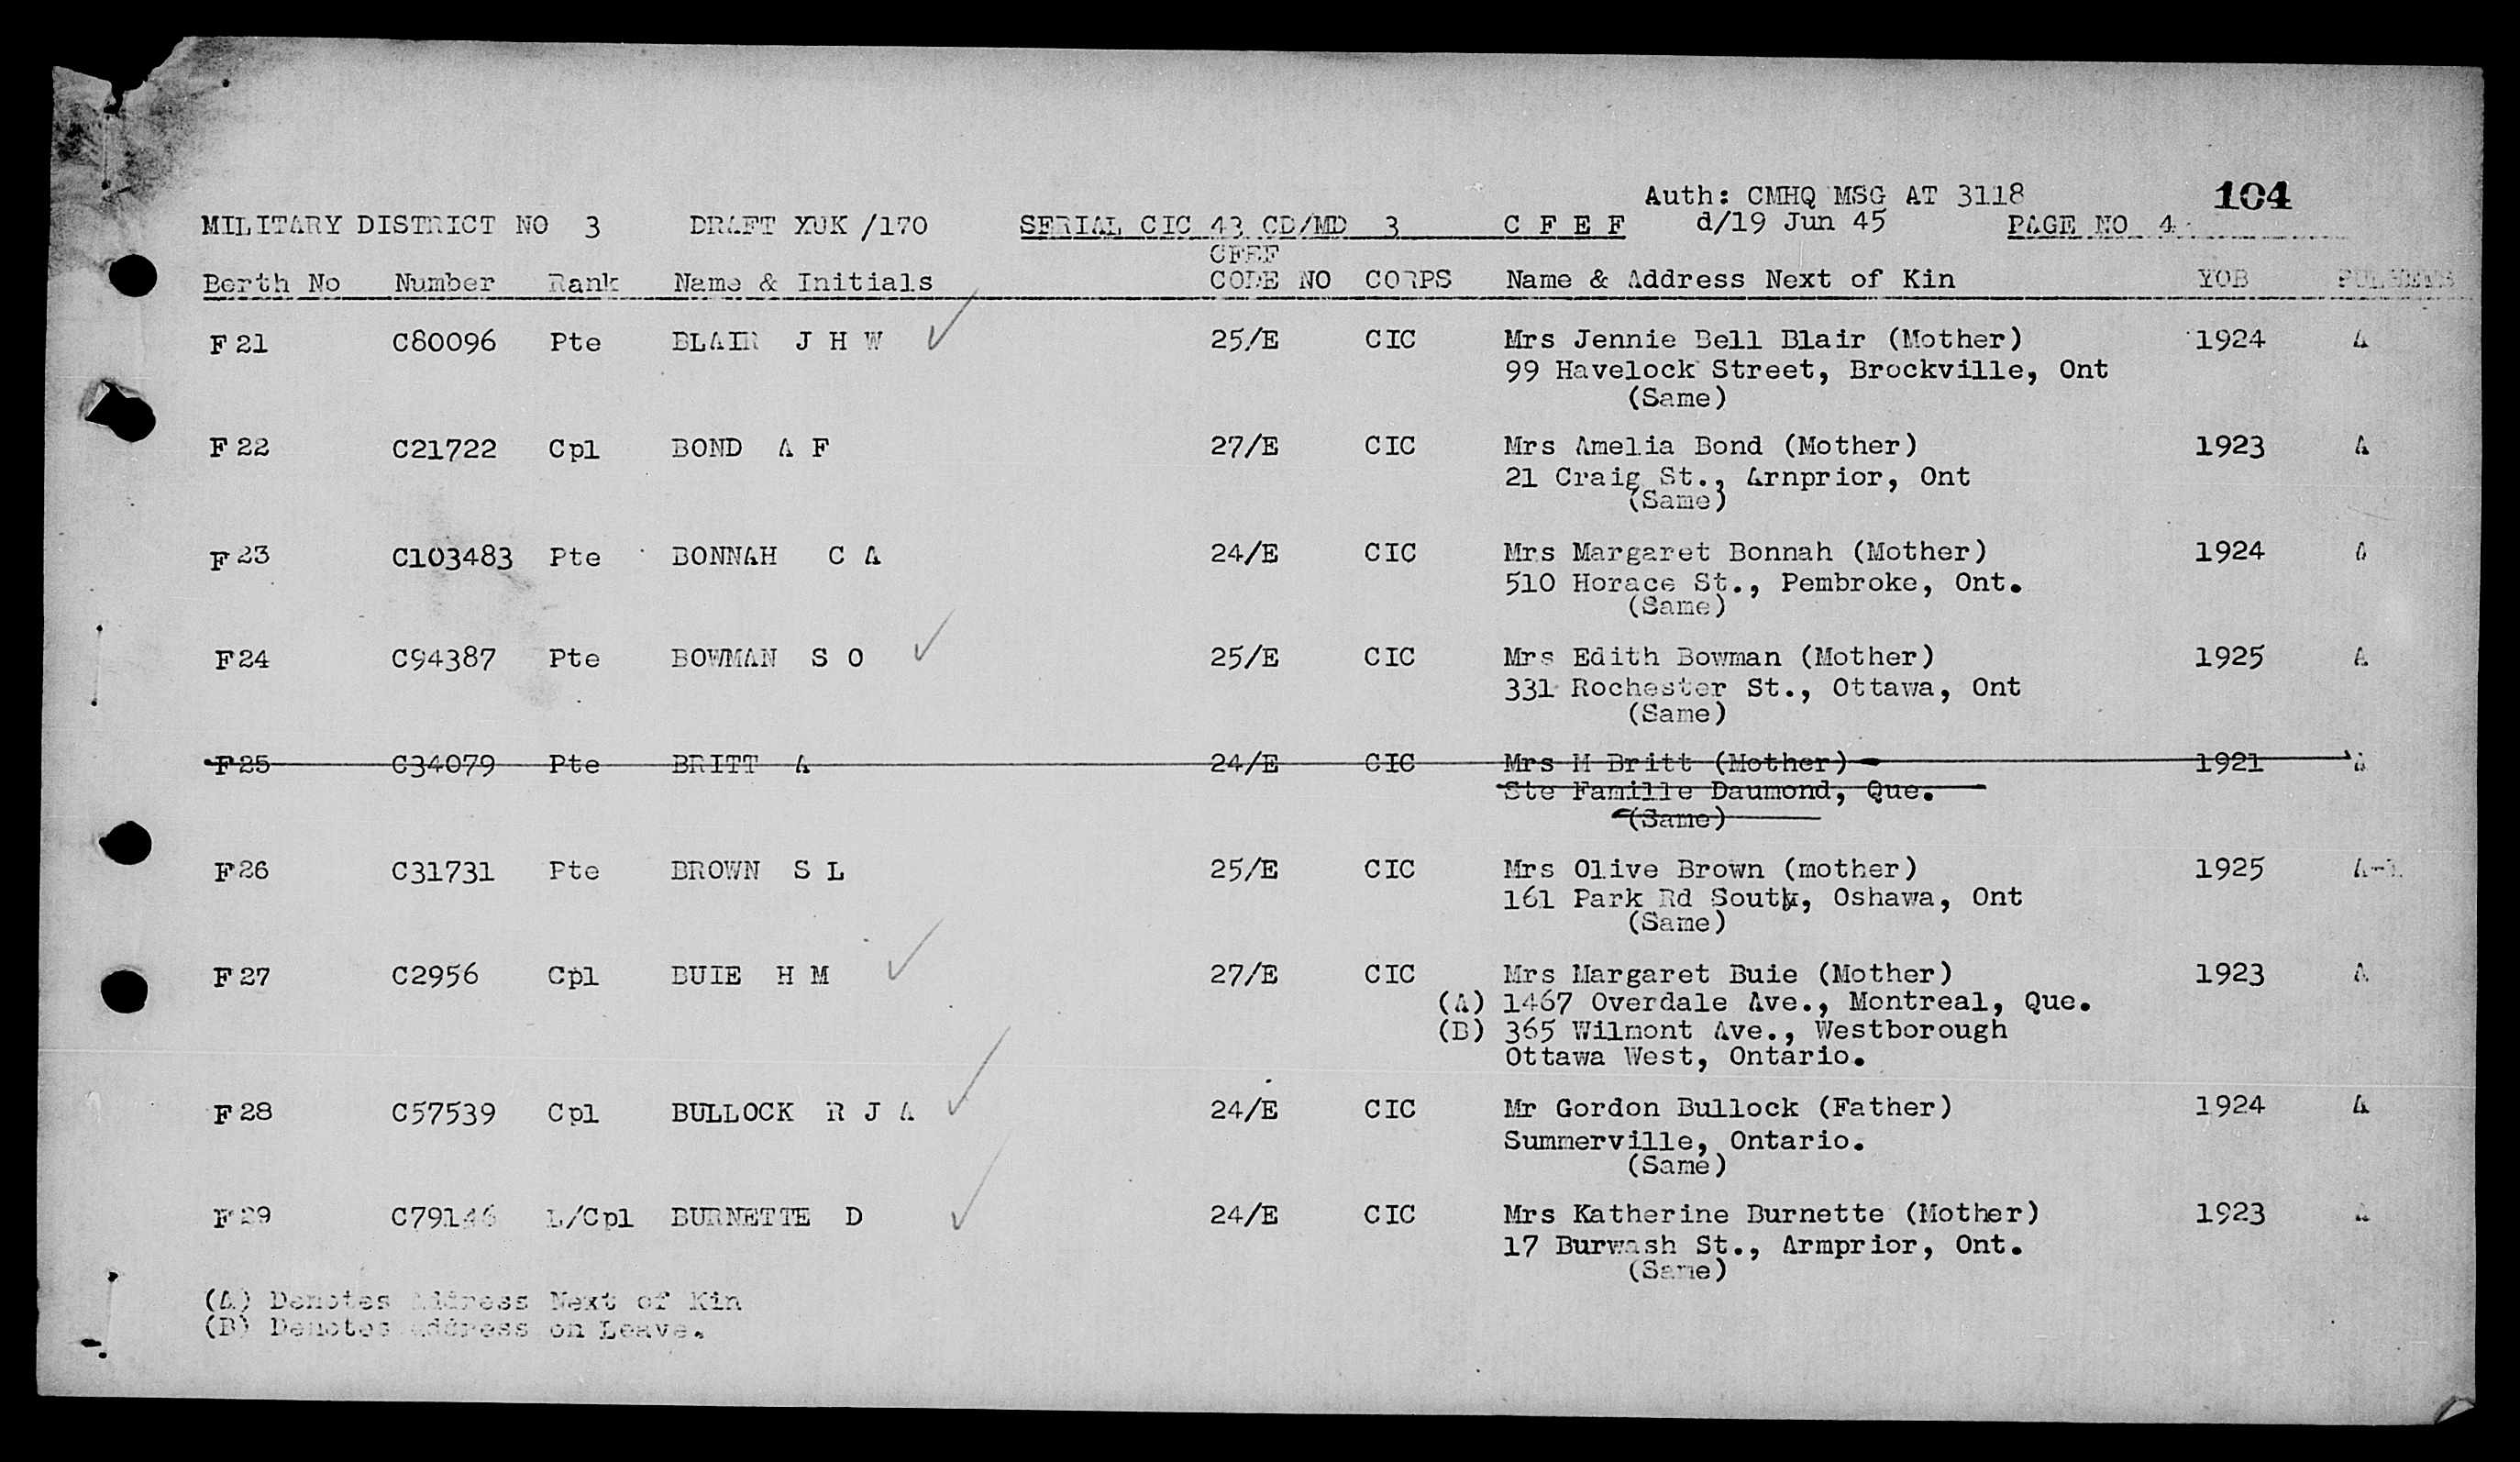 Auth: CMHQ MSG AT 3118 104
MILITARY DISTRICT NO 3 DRAFT XUK /170 SERIAL CIC 43 CD/MD 3 C F E F d/19 Jun 45 PAGE NO 4
CFEF
Berth No Number Rank Name & Initials CODE NO CORPS Name & Address Next of Kin YOB
F 21 C80096 Pte BLAIR J H W 25/E CIC Mrs Jennie Bell Blair (Mother) 1924 A
99 Havelock Street, Brockville, Ont
(Same)
F 22 C21722 Cpl BOND A F 27/E CIC Mrs Amelia Bond (Mother) 1923 A
21 Craig St., Arnprior, Ont
(Same)
F 23 C103483 Pte BONNAH C A 24/E CIC Mrs Margaret Bonnah (Mother) 1924 A
510 Horace St., Pembroke, Ont.
(Same)
F 24 C94387 Pte BOWMAN S O 25/E CIC Mrs Edith Bowman (Mother) 1925 A
331 Rochester St., Ottawa, Ont
(Same)
F 25 C34079 Pte BRITT A 24/E CIC Mrs M Britt (Mother) 1921 A
Ste Famille Daumond, Que.
(Same)
F 26 C31731 Pte BROWN S L 25/E CIC Mrs Olive Brown (mother) 1925
161 Park Rd South, Oshawa, Ont
(Same)
F 27 C2956 Cpl BUIE H M 27/E CIC Mrs Margaret Buie (Mother) 1923 A
(A) 1467 Overdale Ave., Montreal, Que.
(B) 365 Wilmont Ave., Westborough
Ottawa West, Ontario.
F 28 C57539 Cpl BULLOCK R J A 24/E CIC Mr Gordon Bullock (Father) 1924 A
Summerville, Ontario.
(Same)
F 29 C79146 L/Cpl BURNETTE D 24/E CIC Mrs Katherine Burnette (Mother) 1923 A
17 Burwash St., Armprior, Ont.
(Same)
(A) Denotes Address Next of Kin
(B) Denotes Address on Leave.